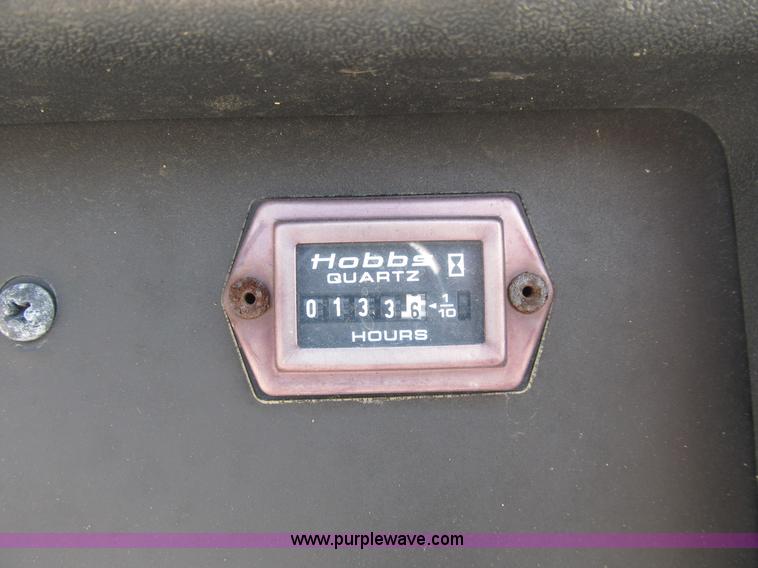 Hobbs
QUARTZ
0 1 3 3 6 ◄ 1/10
HOURS
www.purplewave.com